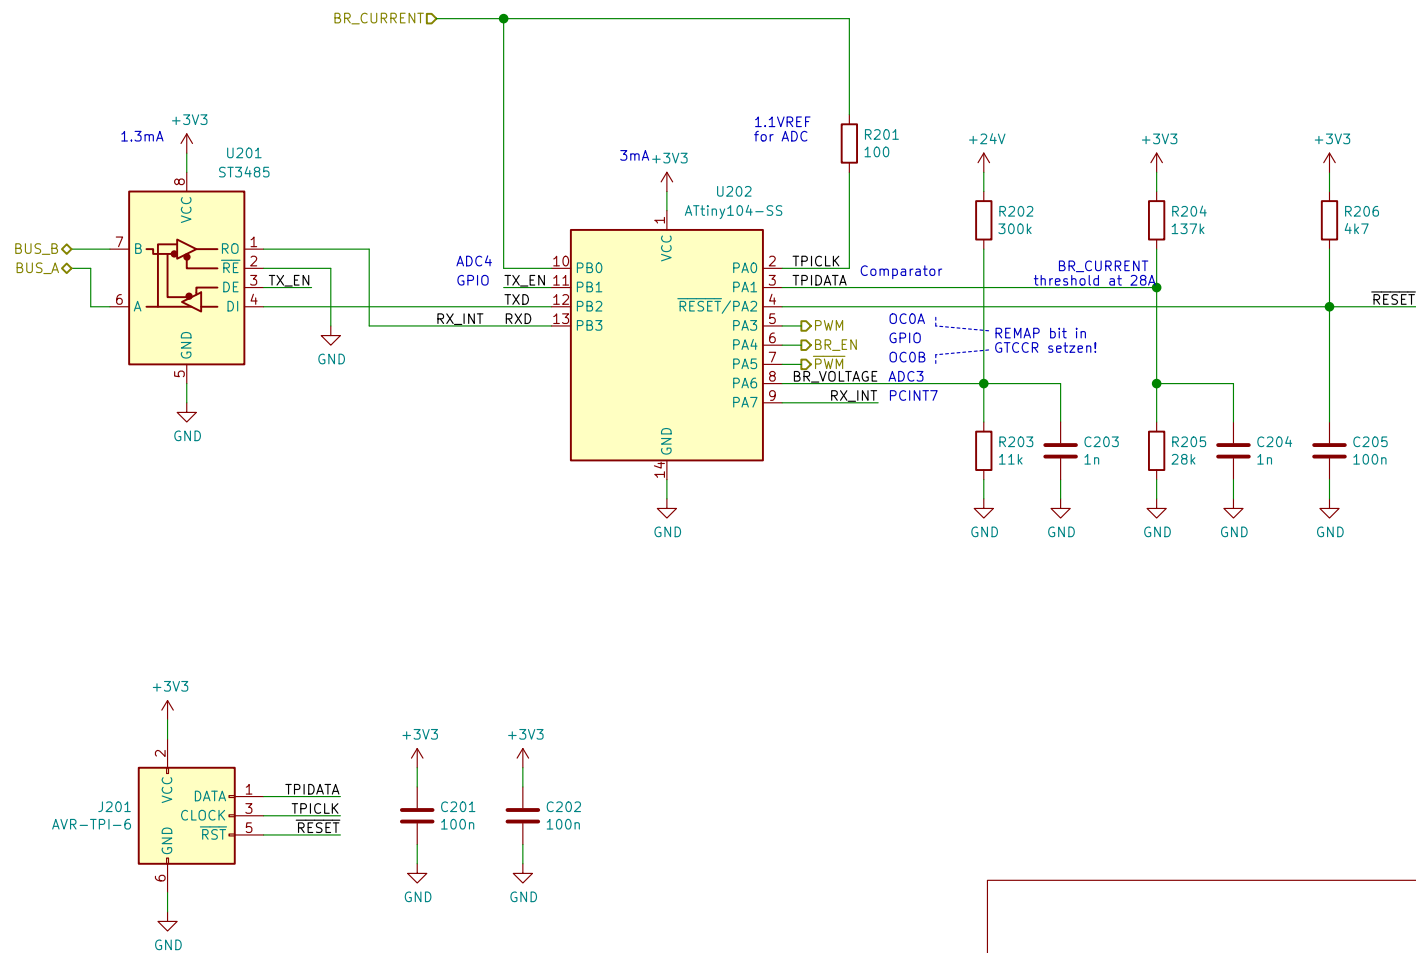 BR_CURRENT
+3V3
1.3mA
U201
ST3485
8
VCC
7 B
RO 1
RE 2
DE 3 TX_EN
6 A
DI 4
GND
5
GND
BUS_B
BUS_A
GND
3mA +3V3
U202
ATtiny104-SS
1
VCC
ADC4
GPIO
10 PB0
TX_EN 11 PB1
TXD 12 PB2
RX_INT RXD 13 PB3
PA0 2 TPICLK
PA1 3 TPIDATA
RESET/PA2 4
PA3 5 PWM
PA4 6 BR_EN
PA5 7 PWM
PA6 8 BR_VOLTAGE ADC3
PA7 9 RX_INT PCINT7
GND
14
GND
1.1VREF
for ADC
R201
100
Comparator
BR_CURRENT
threshold at 28A
OC0A
GPIO
OC0B
REMAP bit in
GTCCR setzen!
+24V
R202
300k
R203
11k
GND
C203
1n
GND
+3V3
R204
137k
R205
28k
GND
C204
1n
GND
+3V3
R206
4k7
RESET
C205
100n
GND
+3V3
2
VCC
J201
AVR-TPI-6
DATA 1 TPIDATA
CLOCK 3 TPICLK
RST 5 RESET
GND
6
GND
+3V3
C201
100n
GND
+3V3
C202
100n
GND